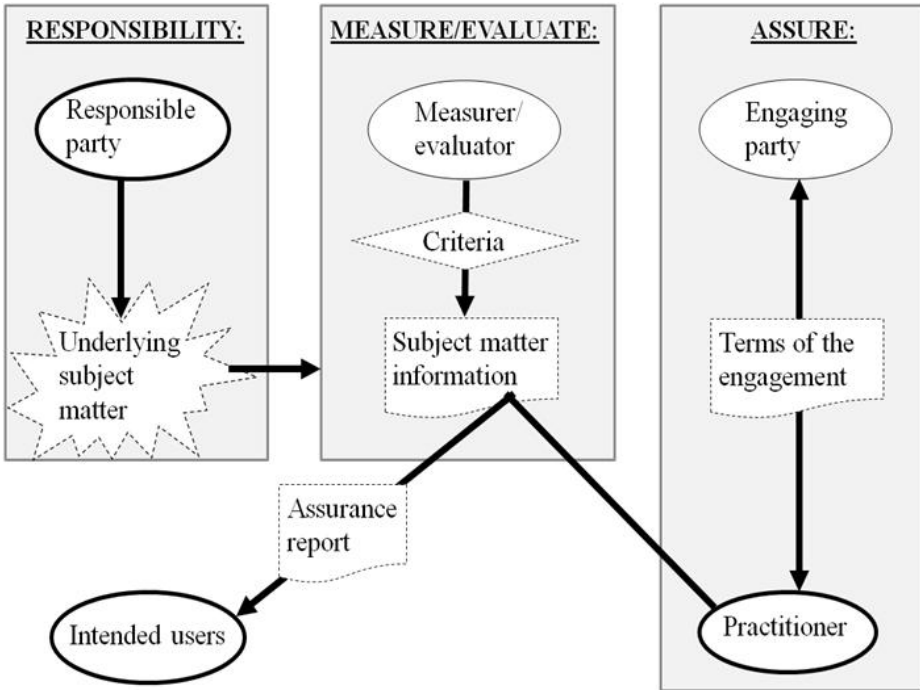 RESPONSIBILITY:
Responsible
party
Underlying
subject
matter
MEASURE/EVALUATE:
Measurer/
evaluator
Criteria
Subject matter
information
ASSURE:
Engaging
party
Terms of the
engagement
Practitioner
Assurance
report
Intended users